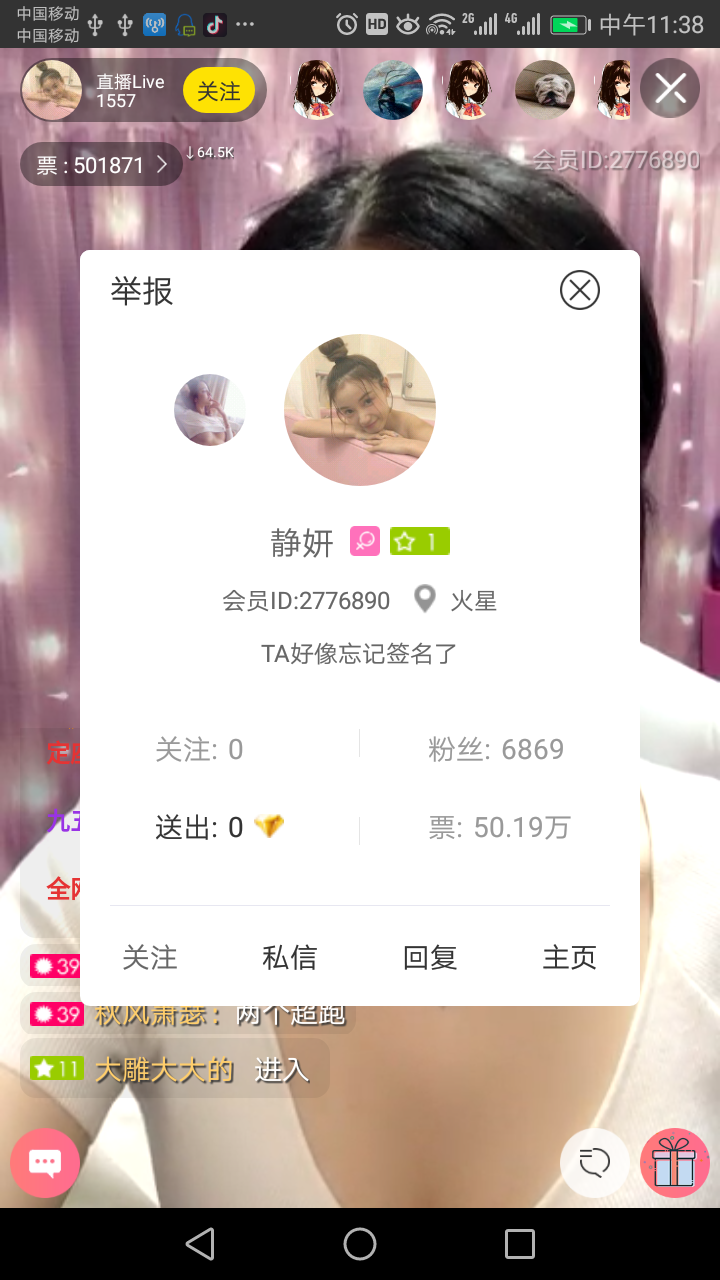 中国移动
中国移动
HD
2G
4G
中午11:38
直播Live
1557
关注
票 : 501871
↓64.5K
会员ID:2776890
举报
静妍
1
会员ID:2776890
火星
TA好像忘记签名了
关注: 0
粉丝: 6869
送出: 0
票: 50.19万
九五
全网
关注
私信
回复
主页
39
39 秋风萧瑟： 两个超跑
11 大雕大大的 进入